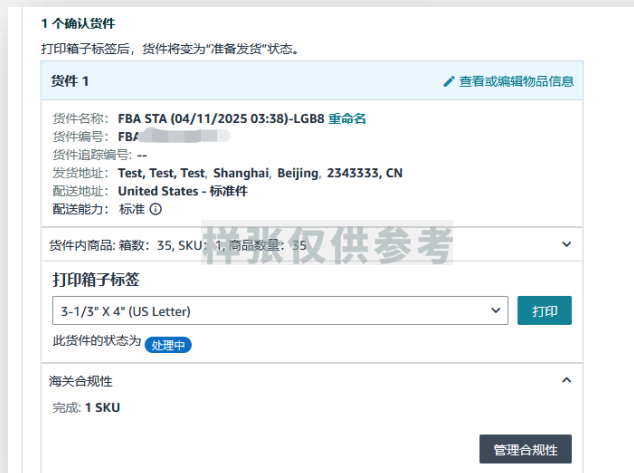 1 个确认货件
打印箱子标签后，货件将变为“准备发货”状态。
货件 1
查看或编辑物品信息
货件名称： FBA STA (04/11/2025 03:38)-LGB8 重命名
货件编号： FBA
货件追踪编号: --
发货地址： Test, Test, Test, Shanghai, Beijing, 2343333, CN
配送地址： United States - 标准件
配送能力： 标准
货件内商品: 箱数：35, SKU：1, 商品数量：35
样张仅供参考
打印箱子标签
3-1/3" X 4" (US Letter)
打印
此货件的状态为 处理中
海关合规性
完成: 1 SKU
管理合规性